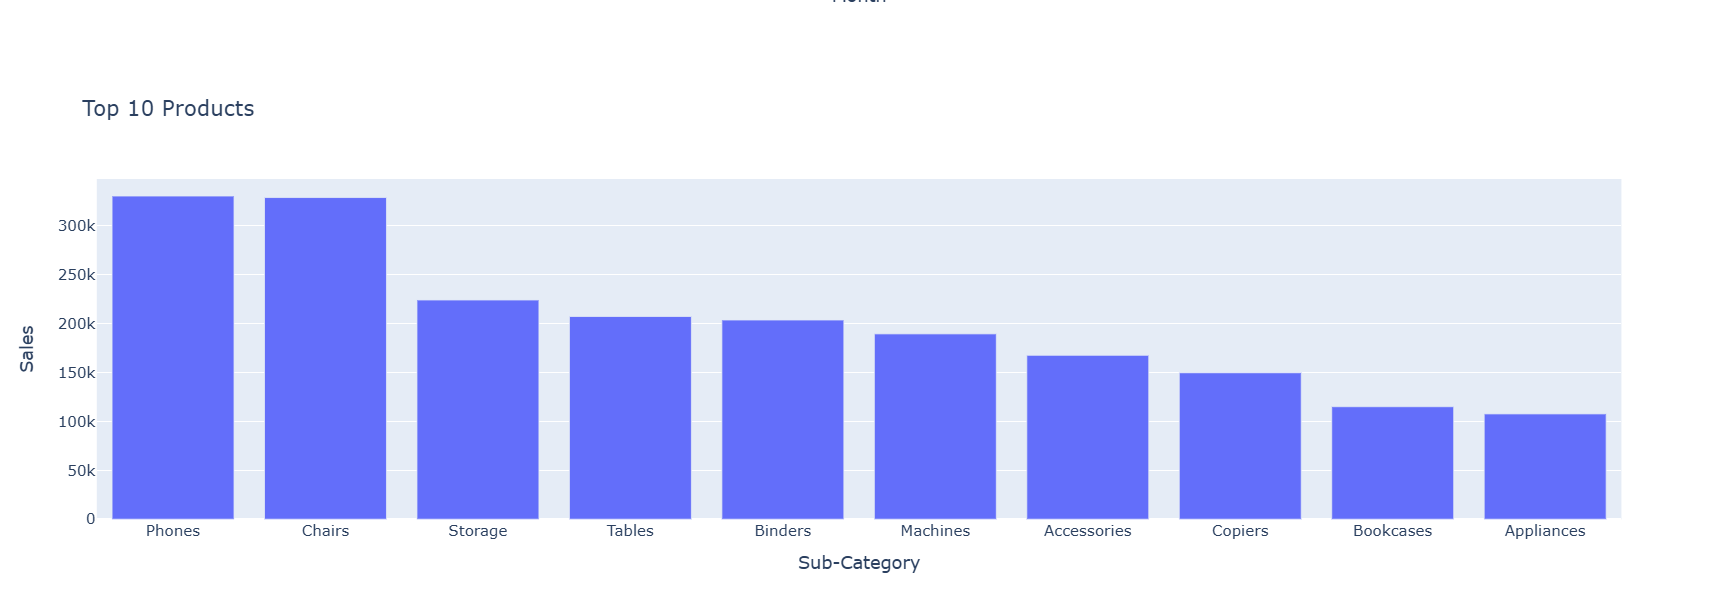 Month
Top 10 Products
300k
250k
200k
150k
100k
50k
0
Sales
Phones Chairs Storage Tables Binders Machines Accessories Copiers Bookcases Appliances
Sub-Category